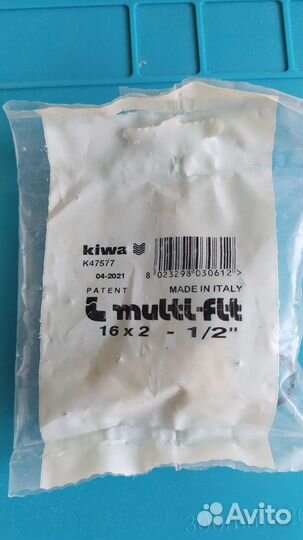 kiwa
K47577
04-2021
8 023298 030612 >
PATENT MADE IN ITALY
L multi-fit
16 x 2 - 1/2"
Avito